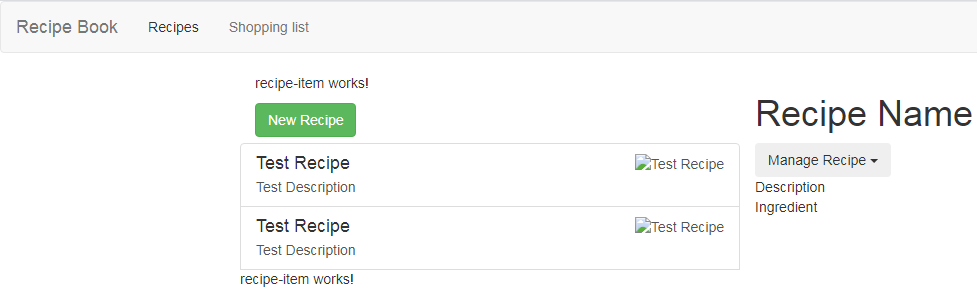 Recipe Book Recipes Shopping list
recipe-item works!
New Recipe
Test Recipe Test Recipe
Test Description
Test Recipe Test Recipe
Test Description
recipe-item works!
Recipe Name
Manage Recipe
Description
Ingredient